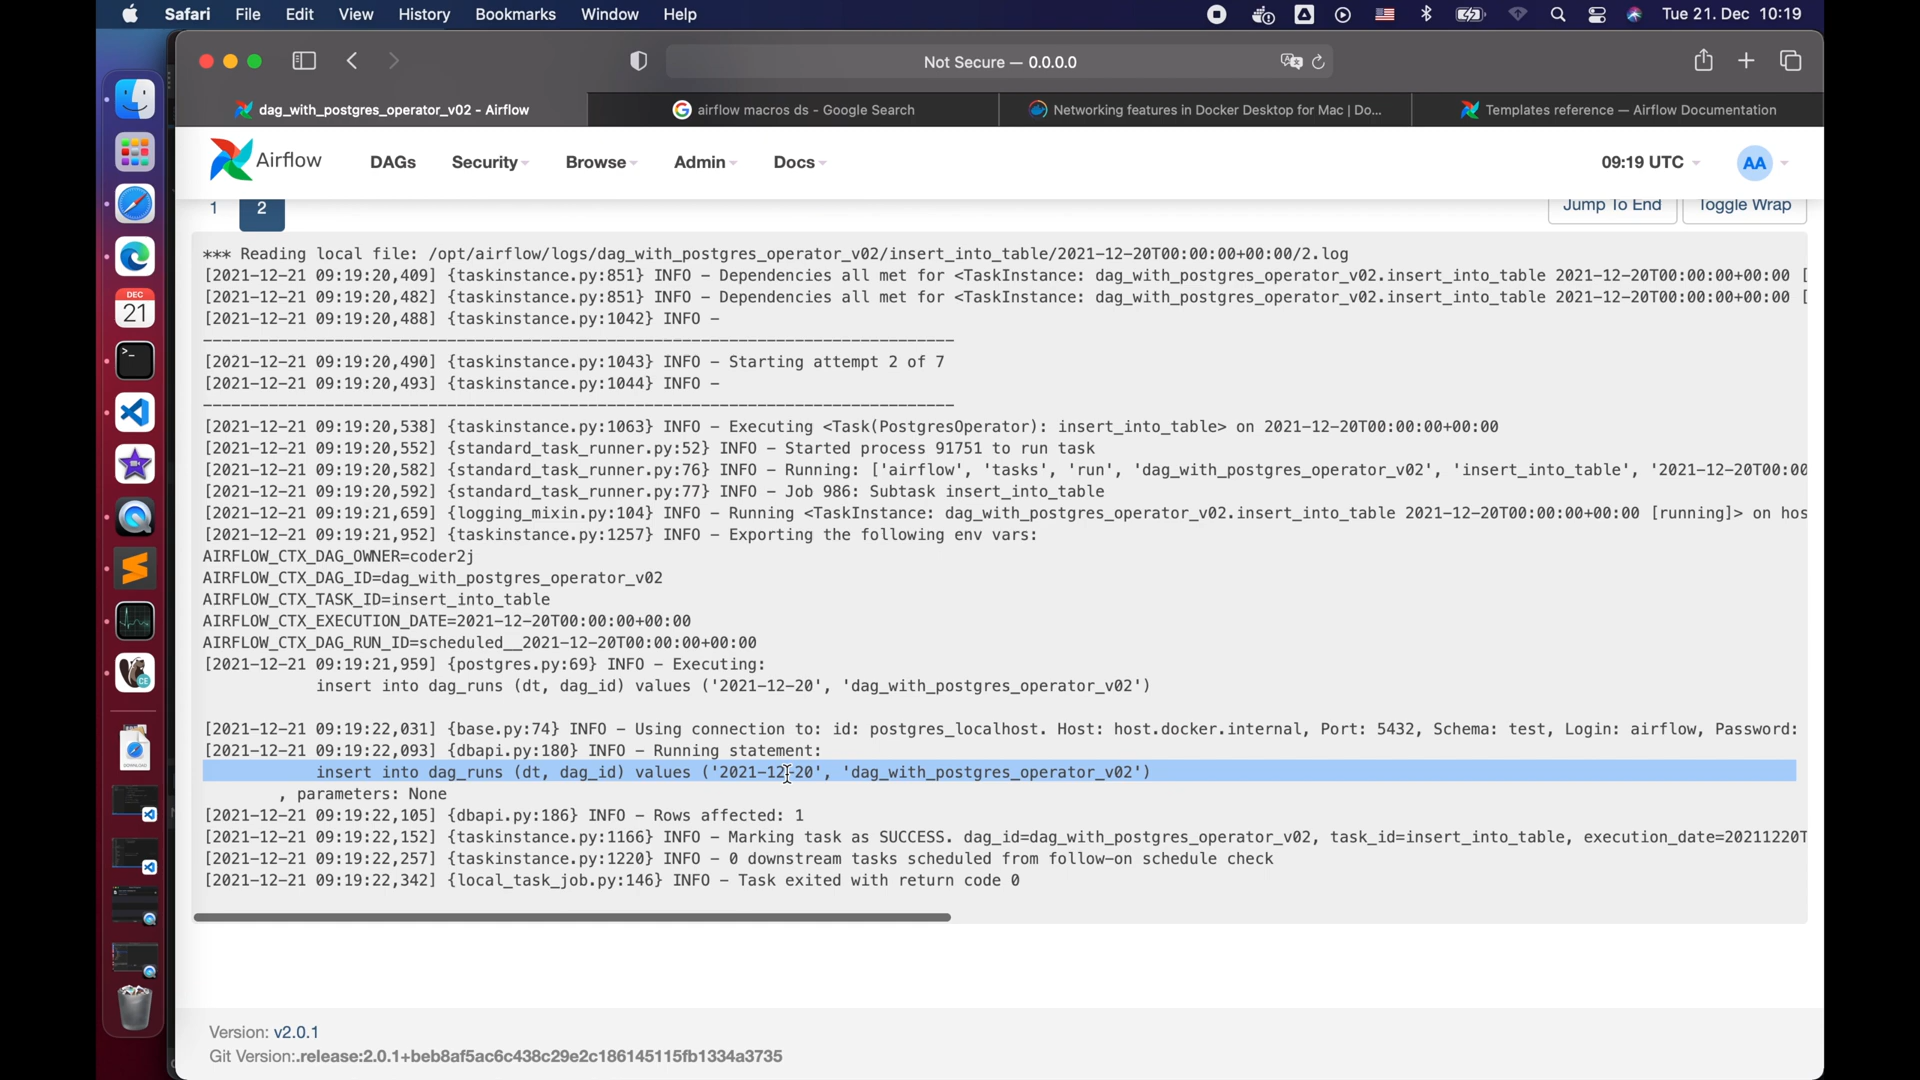 Safari File Edit View History Bookmarks Window Help Tue 21. Dec 10:19
Not Secure — 0.0.0.0
dag_with_postgres_operator_v02 - Airflow
airflow macros ds - Google Search
Networking features in Docker Desktop for Mac | Do...
Templates reference — Airflow Documentation
Airflow DAGs Security Browse Admin Docs 09:19 UTC AA
1 2 Jump To End Toggle Wrap
*** Reading local file: /opt/airflow/logs/dag_with_postgres_operator_v02/insert_into_table/2021-12-20T00:00:00+00:00/2.log
[2021-12-21 09:19:20,409] {taskinstance.py:851} INFO - Dependencies all met for <TaskInstance: dag_with_postgres_operator_v02.insert_into_table 2021-12-20T00:00:00+00:00 [
[2021-12-21 09:19:20,482] {taskinstance.py:851} INFO - Dependencies all met for <TaskInstance: dag_with_postgres_operator_v02.insert_into_table 2021-12-20T00:00:00+00:00 [
[2021-12-21 09:19:20,488] {taskinstance.py:1042} INFO -
--------------------------------------------------------------------------------
[2021-12-21 09:19:20,490] {taskinstance.py:1043} INFO - Starting attempt 2 of 7
[2021-12-21 09:19:20,493] {taskinstance.py:1044} INFO -
--------------------------------------------------------------------------------
[2021-12-21 09:19:20,538] {taskinstance.py:1063} INFO - Executing <Task(PostgresOperator): insert_into_table> on 2021-12-20T00:00:00+00:00
[2021-12-21 09:19:20,552] {standard_task_runner.py:52} INFO - Started process 91751 to run task
[2021-12-21 09:19:20,582] {standard_task_runner.py:76} INFO - Running: ['airflow', 'tasks', 'run', 'dag_with_postgres_operator_v02', 'insert_into_table', '2021-12-20T00:00
[2021-12-21 09:19:20,592] {standard_task_runner.py:77} INFO - Job 986: Subtask insert_into_table
[2021-12-21 09:19:21,659] {logging_mixin.py:104} INFO - Running <TaskInstance: dag_with_postgres_operator_v02.insert_into_table 2021-12-20T00:00:00+00:00 [running]> on hos
[2021-12-21 09:19:21,952] {taskinstance.py:1257} INFO - Exporting the following env vars:
AIRFLOW_CTX_DAG_OWNER=coder2j
AIRFLOW_CTX_DAG_ID=dag_with_postgres_operator_v02
AIRFLOW_CTX_TASK_ID=insert_into_table
AIRFLOW_CTX_EXECUTION_DATE=2021-12-20T00:00:00+00:00
AIRFLOW_CTX_DAG_RUN_ID=scheduled__2021-12-20T00:00:00+00:00
[2021-12-21 09:19:21,959] {postgres.py:69} INFO - Executing:
insert into dag_runs (dt, dag_id) values ('2021-12-20', 'dag_with_postgres_operator_v02')
[2021-12-21 09:19:22,031] {base.py:74} INFO - Using connection to: id: postgres_localhost. Host: host.docker.internal, Port: 5432, Schema: test, Login: airflow, Password:
[2021-12-21 09:19:22,093] {dbapi.py:180} INFO - Running statement:
insert into dag_runs (dt, dag_id) values ('2021-12-20', 'dag_with_postgres_operator_v02')
, parameters: None
[2021-12-21 09:19:22,105] {dbapi.py:186} INFO - Rows affected: 1
[2021-12-21 09:19:22,152] {taskinstance.py:1166} INFO - Marking task as SUCCESS. dag_id=dag_with_postgres_operator_v02, task_id=insert_into_table, execution_date=20211220T
[2021-12-21 09:19:22,257] {taskinstance.py:1220} INFO - 0 downstream tasks scheduled from follow-on schedule check
[2021-12-21 09:19:22,342] {local_task_job.py:146} INFO - Task exited with return code 0
Version: v2.0.1
Git Version:.release:2.0.1+beb8af5ac6c438c29e2c186145115fb1334a3735
DEC
21
CE